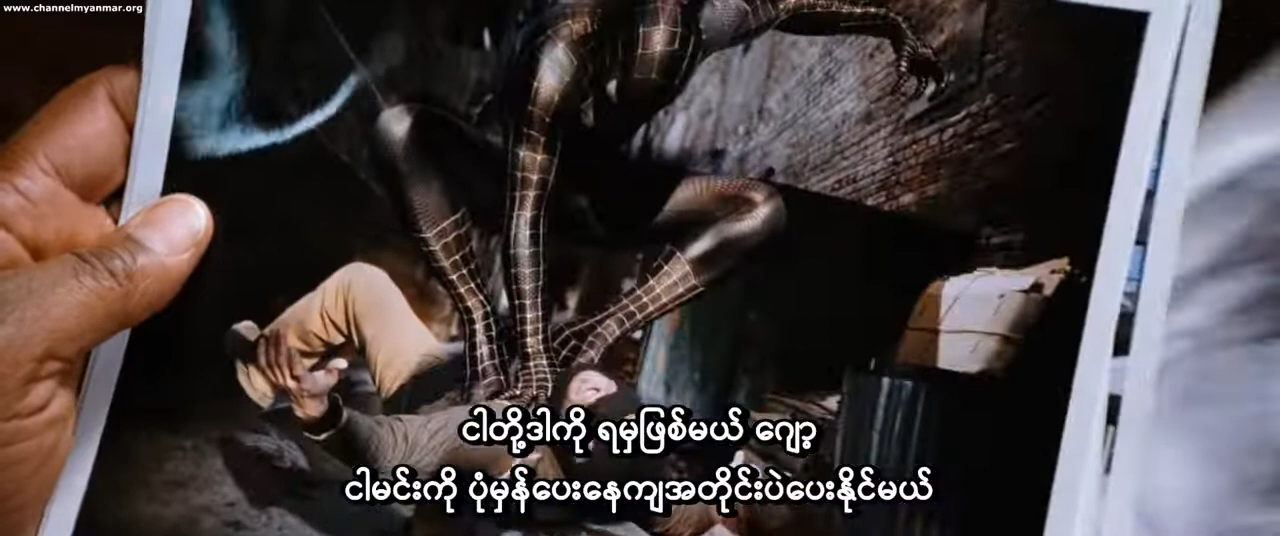 www.channelmyanmar.org
ငါတို့ဒါကို ရမှဖြစ်မယ် ဂျော့
ငါမင်းကို ပုံမှန်ပေးနေကျအတိုင်းပဲပေးနိုင်မယ်